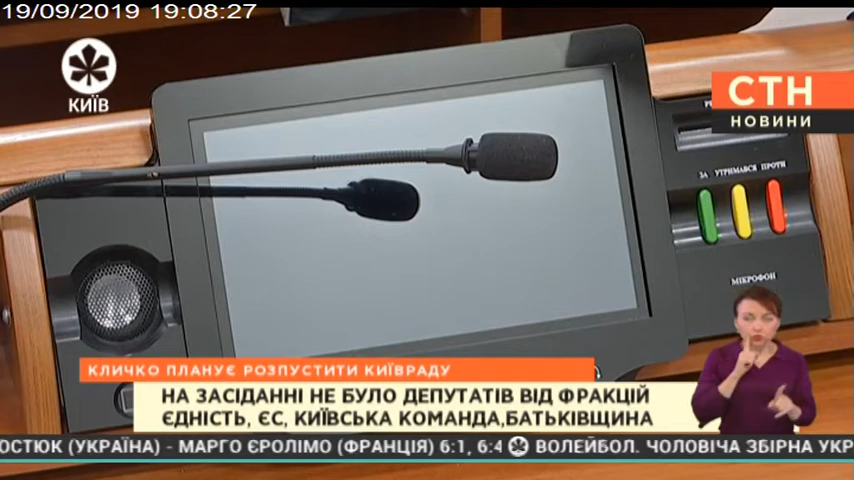 19/09/2019 19:08:27
КИЇВ
СТН
НОВИНИ
ЗА УТРИМАВСЯ ПРОТИ
МІКРОФОН
КЛИЧКО ПЛАНУЄ РОЗПУСТИТИ КИЇВРАДУ
НА ЗАСІДАННІ НЕ БУЛО ДЕПУТАТІВ ВІД ФРАКЦІЙ
ЄДНІСТЬ, ЄС, КИЇВСЬКА КОМАНДА,БАТЬКІВЩИНА
ОСТЮК (УКРАЇНА) - МАРГО ЄРОЛІМО (ФРАНЦІЯ) 6:1, 6:4 ВОЛЕЙБОЛ. ЧОЛОВІЧА ЗБІРНА УКР